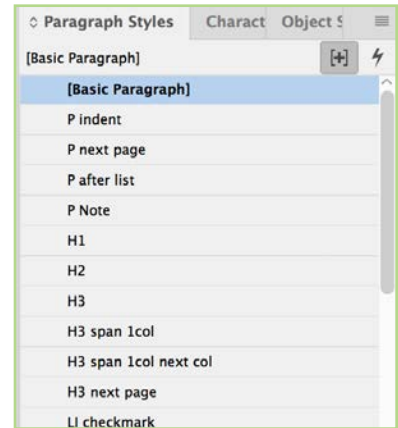 Paragraph Styles Charact Object S
[Basic Paragraph] [+]
[Basic Paragraph]
P indent
P next page
P after list
P Note
H1
H2
H3
H3 span 1col
H3 span 1col next col
H3 next page
LI checkmark